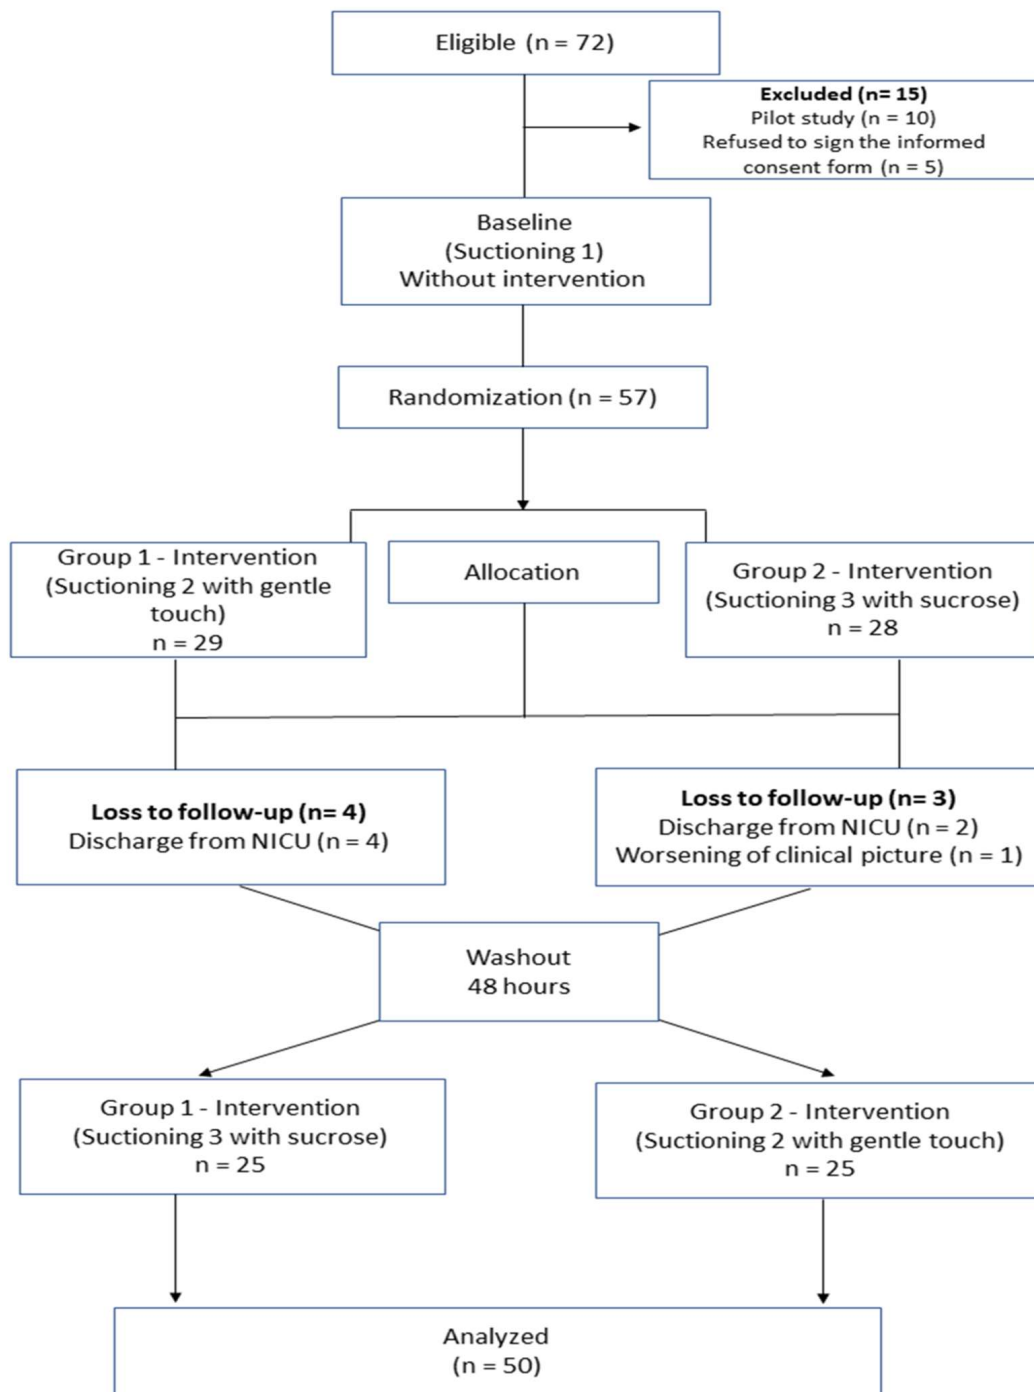 Eligible (n = 72)
Excluded (n= 15)
Pilot study (n = 10)
Refused to sign the informed
consent form (n = 5)
Baseline
(Suctioning 1)
Without intervention
Randomization (n = 57)
Group 1 - Intervention
(Suctioning 2 with gentle
touch)
n = 29
Allocation
Group 2 - Intervention
(Suctioning 3 with sucrose)
n = 28
Loss to follow-up (n= 4)
Discharge from NICU (n = 4)
Loss to follow-up (n= 3)
Discharge from NICU (n = 2)
Worsening of clinical picture (n = 1)
Washout
48 hours
Group 1 - Intervention
(Suctioning 3 with sucrose)
n = 25
Group 2 - Intervention
(Suctioning 2 with gentle touch)
n = 25
Analyzed
(n = 50)